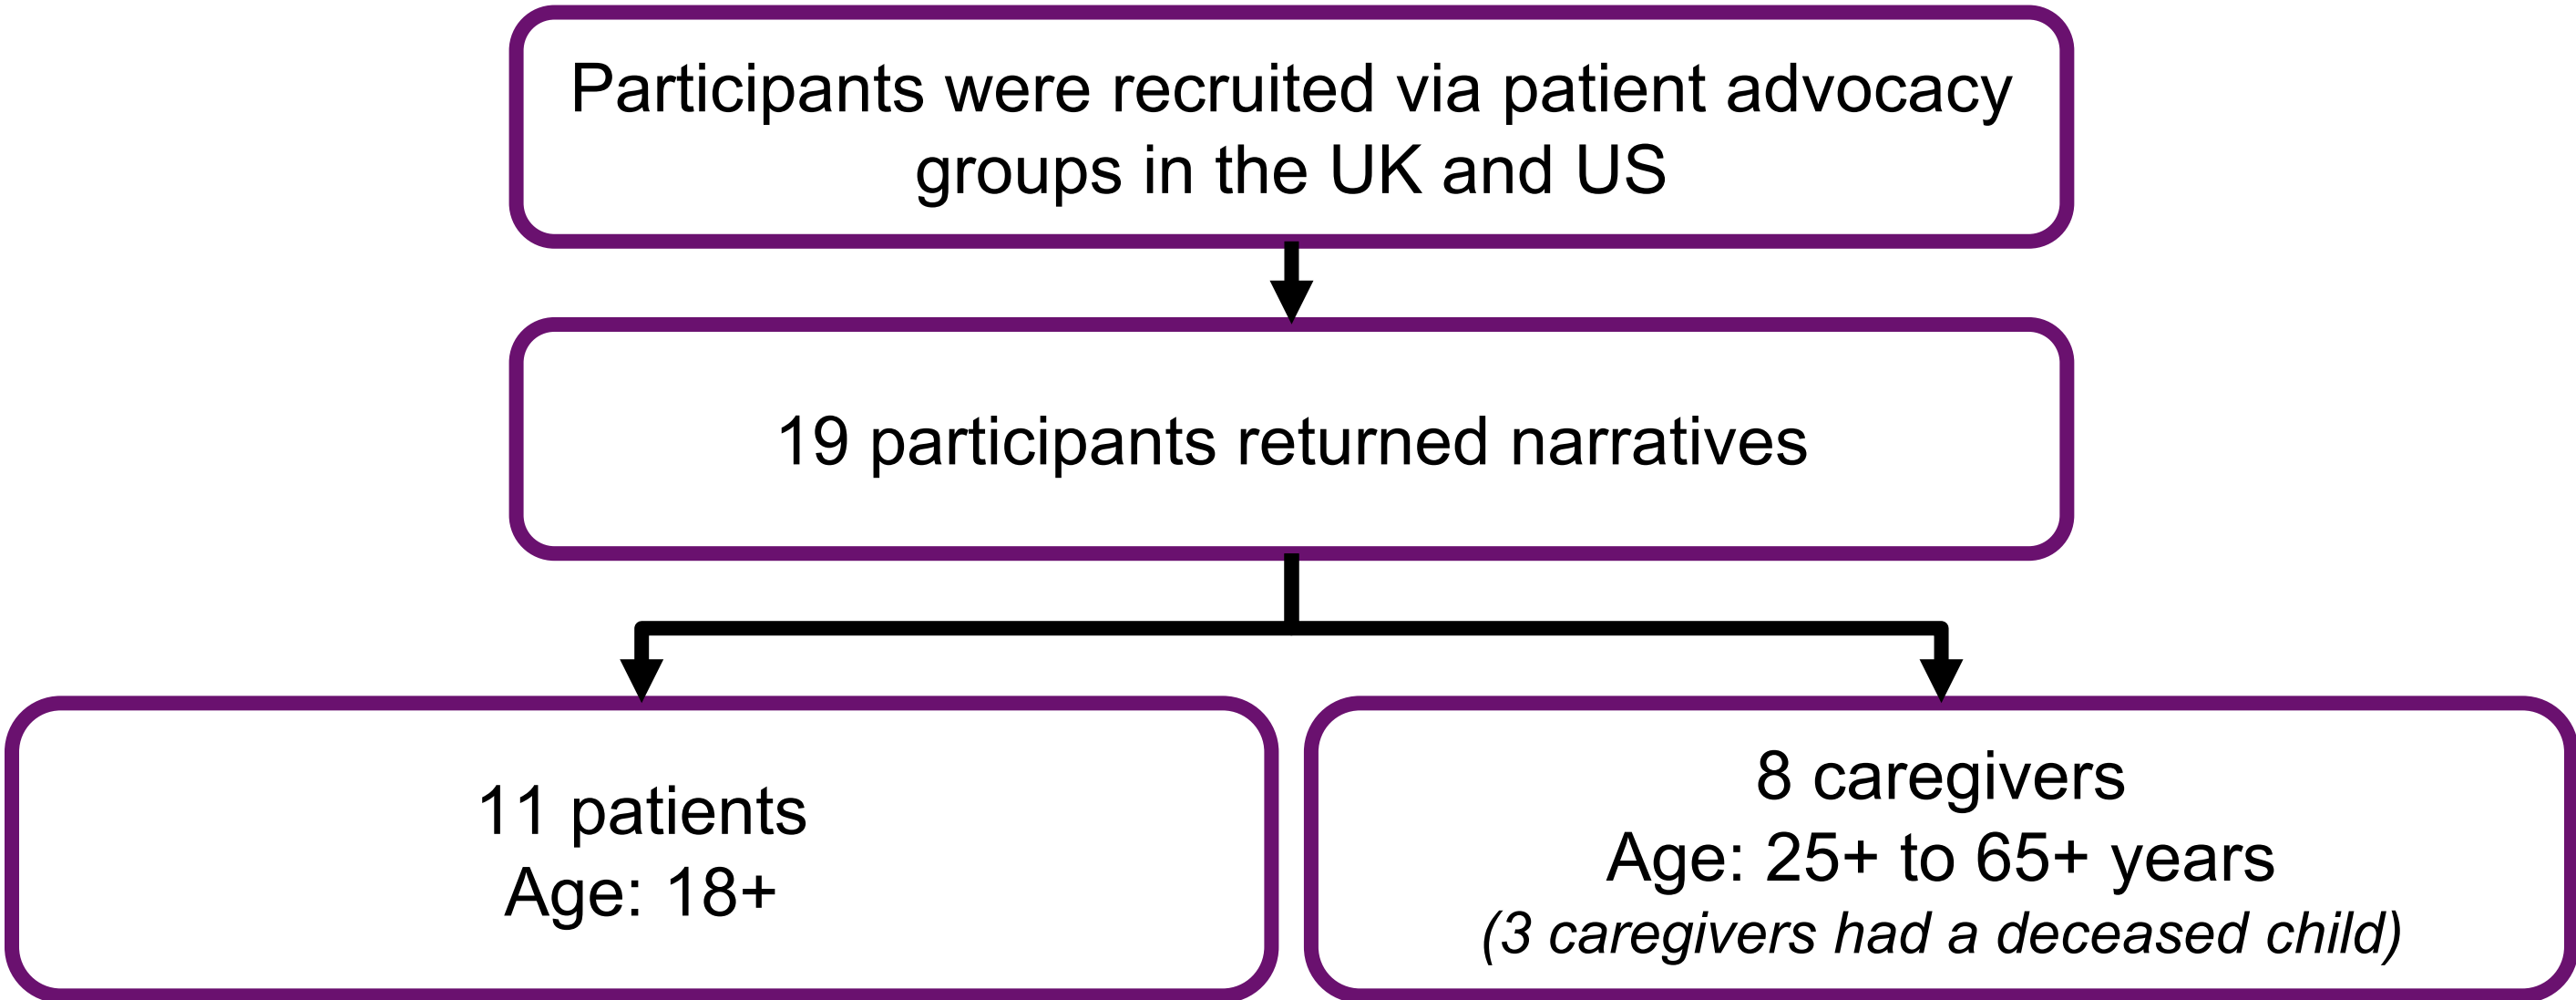 Participants were recruited via patient advocacy
groups in the UK and US
19 participants returned narratives
11 patients
Age: 18+
8 caregivers
Age: 25+ to 65+ years
(3 caregivers had a deceased child)